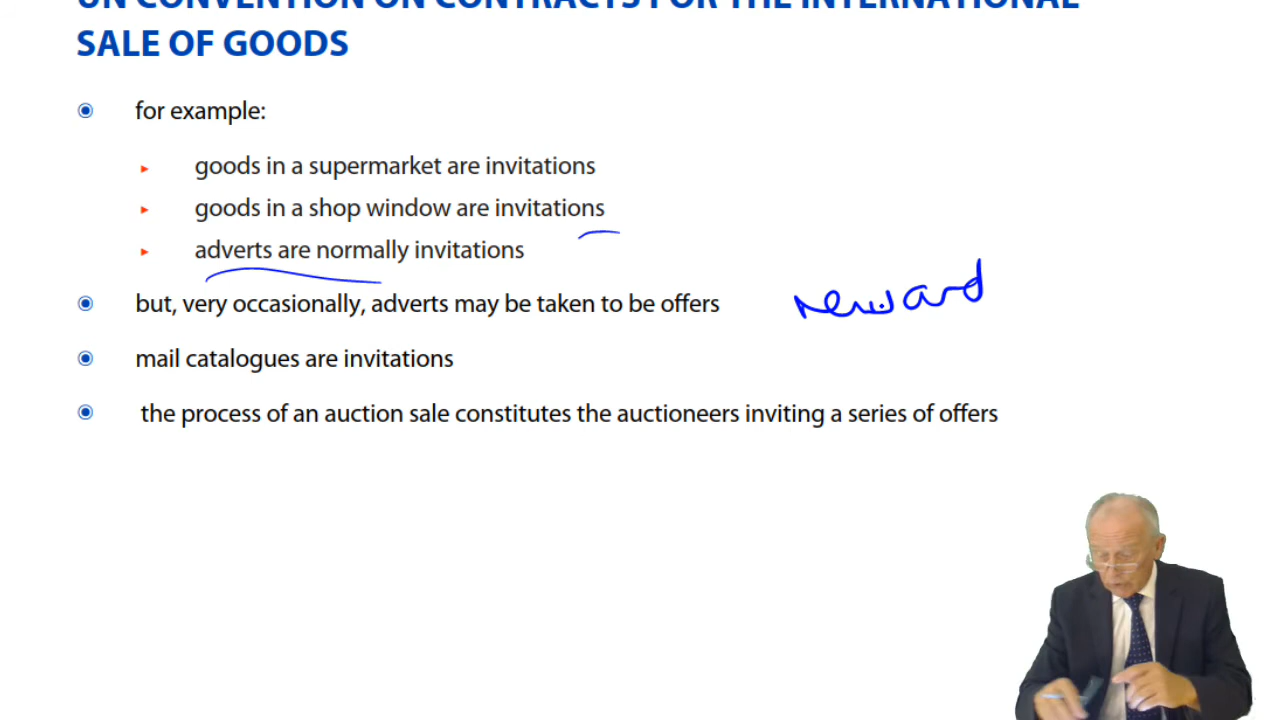 UN CONVENTION ON CONTRACTS FOR THE INTERNATIONAL
SALE OF GOODS
for example:
goods in a supermarket are invitations
goods in a shop window are invitations
adverts are normally invitations
but, very occasionally, adverts may be taken to be offers
reward
mail catalogues are invitations
the process of an auction sale constitutes the auctioneers inviting a series of offers